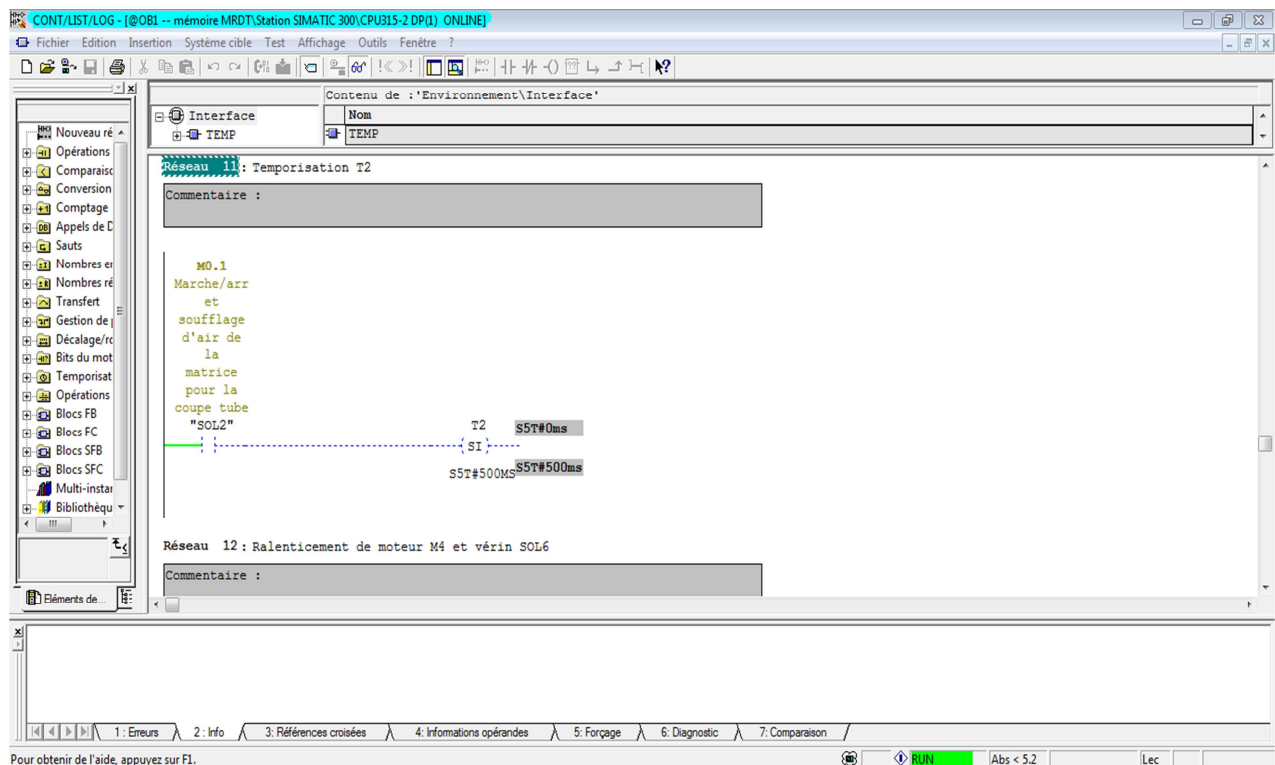 CONT/LIST/LOG - [@OB1 -- mémoire MRDT\Station SIMATIC 300\CPU315-2 DP(1) ONLINE]
Fichier Edition Insertion Système cible Test Affichage Outils Fenêtre ?
Contenu de :'Environnement\Interface'
Interface
Nom
TEMP
TEMP
Nouveau ré
Opérations
Comparaisc
Conversion
Comptage
Appels de D
Sauts
Nombres er
Nombres ré
Transfert
Gestion de
Décalage/rc
Bits du mot
Temporisat
Opérations
Blocs FB
Blocs FC
Blocs SFB
Blocs SFC
Multi-instar
Bibliothèqu
Eléments de...
Réseau 11: Temporisation T2
Commentaire :
M0.1
Marche/arr
et
soufflage
d'air de
la
matrice
pour la
coupe tube
"SOL2"
T2 S5T#0ms
SI
S5T#500MS S5T#500ms
Réseau 12: Ralenticement de moteur M4 et vérin SOL6
Commentaire :
1 : Erreurs 2 : Info 3: Références croisées 4: Informations opérandes 5: Forçage 6: Diagnostic 7: Comparaison
Pour obtenir de l'aide, appuyez sur F1. RUN Abs < 5.2 Lec